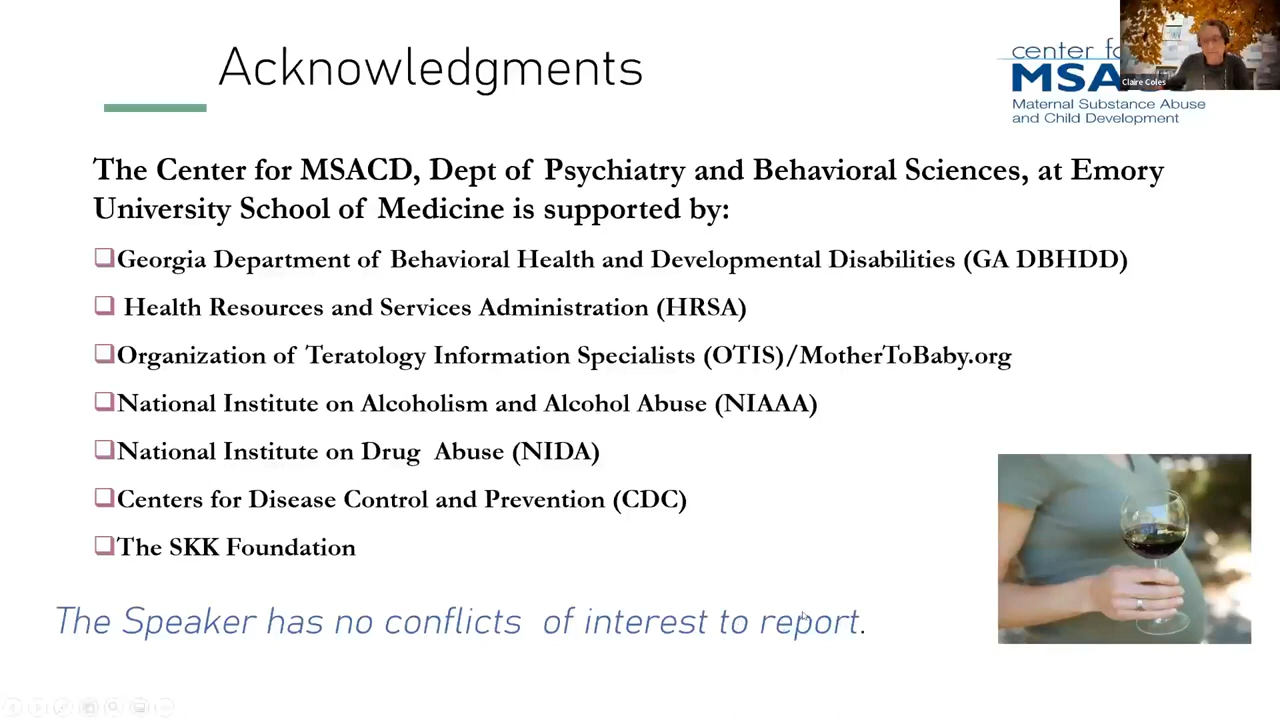 Acknowledgments
center fo
MSA
Maternal Substance Abuse
and Child Development
Claire Coles
The Center for MSACD, Dept of Psychiatry and Behavioral Sciences, at Emory
University School of Medicine is supported by:
Georgia Department of Behavioral Health and Developmental Disabilities (GA DBHDD)
Health Resources and Services Administration (HRSA)
Organization of Teratology Information Specialists (OTIS)/MotherToBaby.org
National Institute on Alcoholism and Alcohol Abuse (NIAAA)
National Institute on Drug Abuse (NIDA)
Centers for Disease Control and Prevention (CDC)
The SKK Foundation
The Speaker has no conflicts of interest to report.